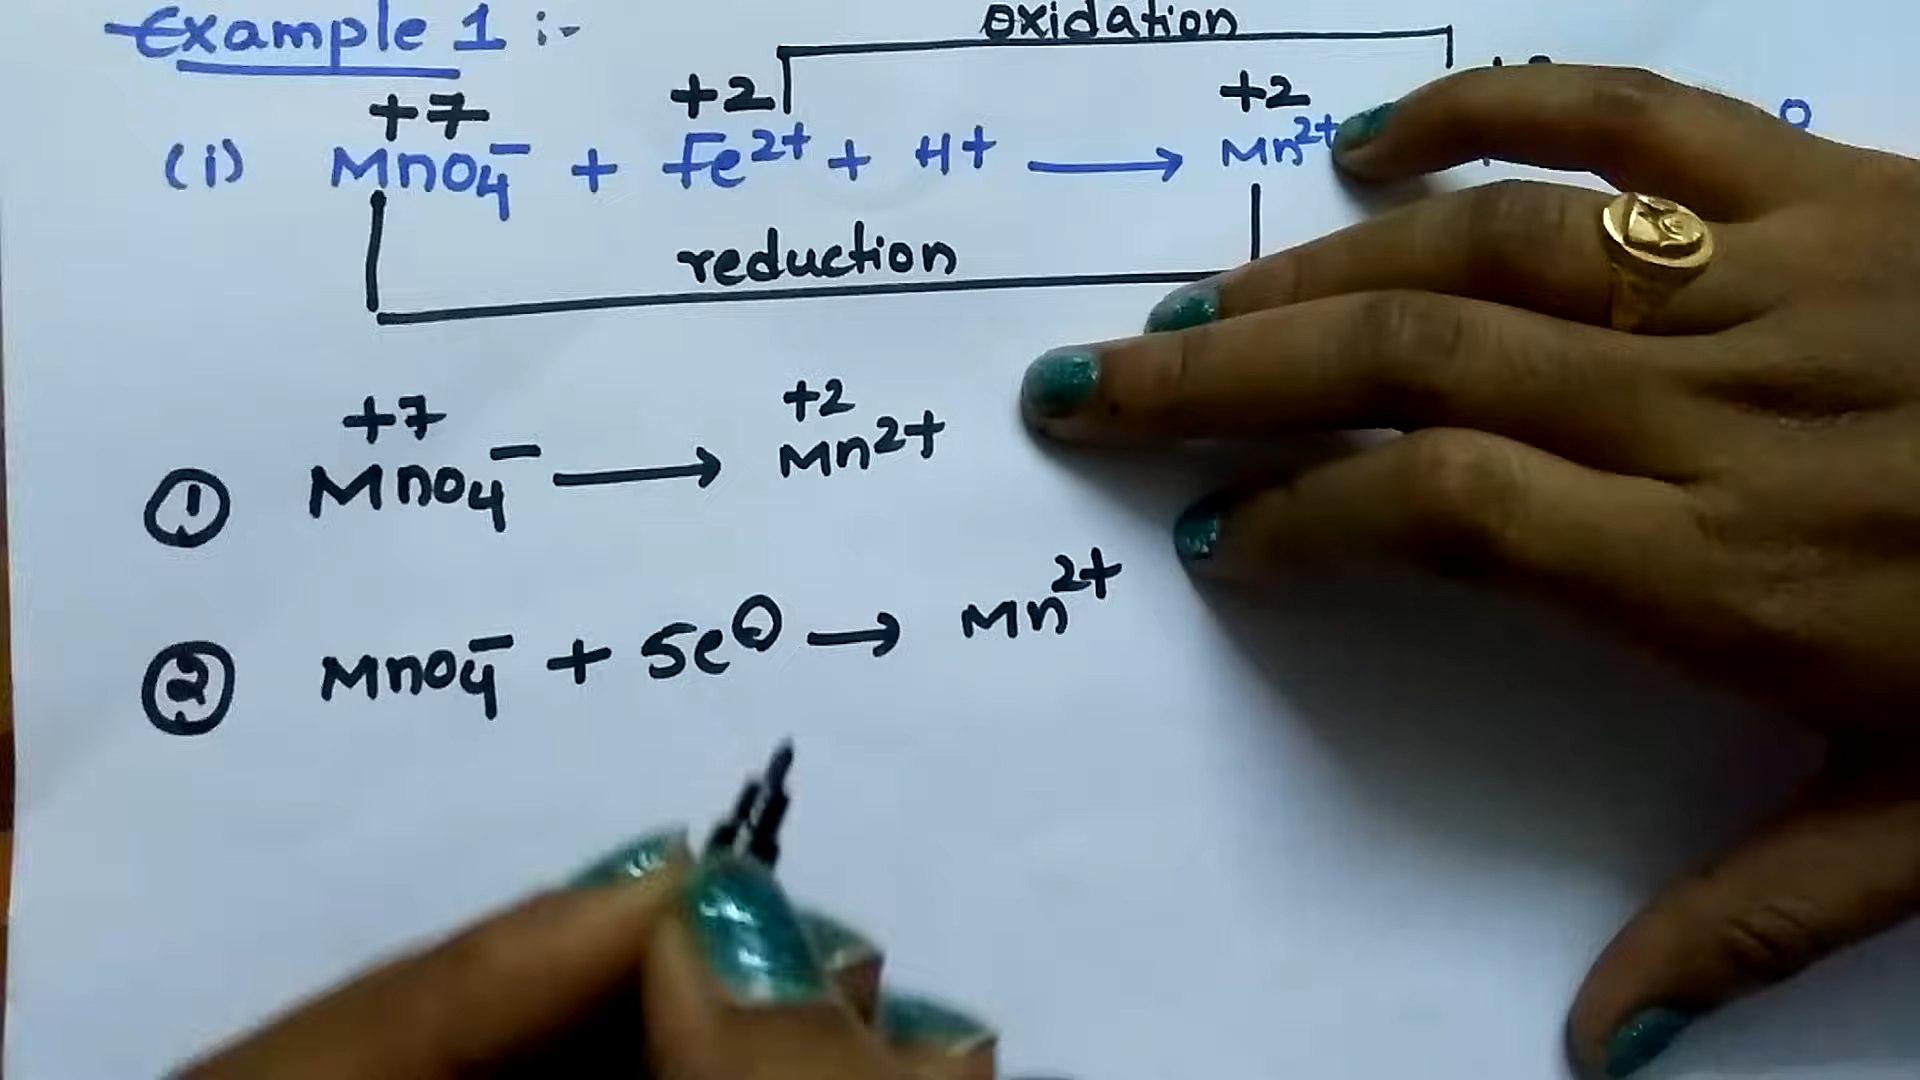 Example 1 :-
oxidation
+7 +2 +2
(i) MnO4⁻ + Fe²⁺ + H+ ⟶ Mn²⁺
reduction
+7 +2
① MnO4⁻ ⟶ Mn²⁺
② MnO4⁻ + 5e⊖ → Mn²⁺